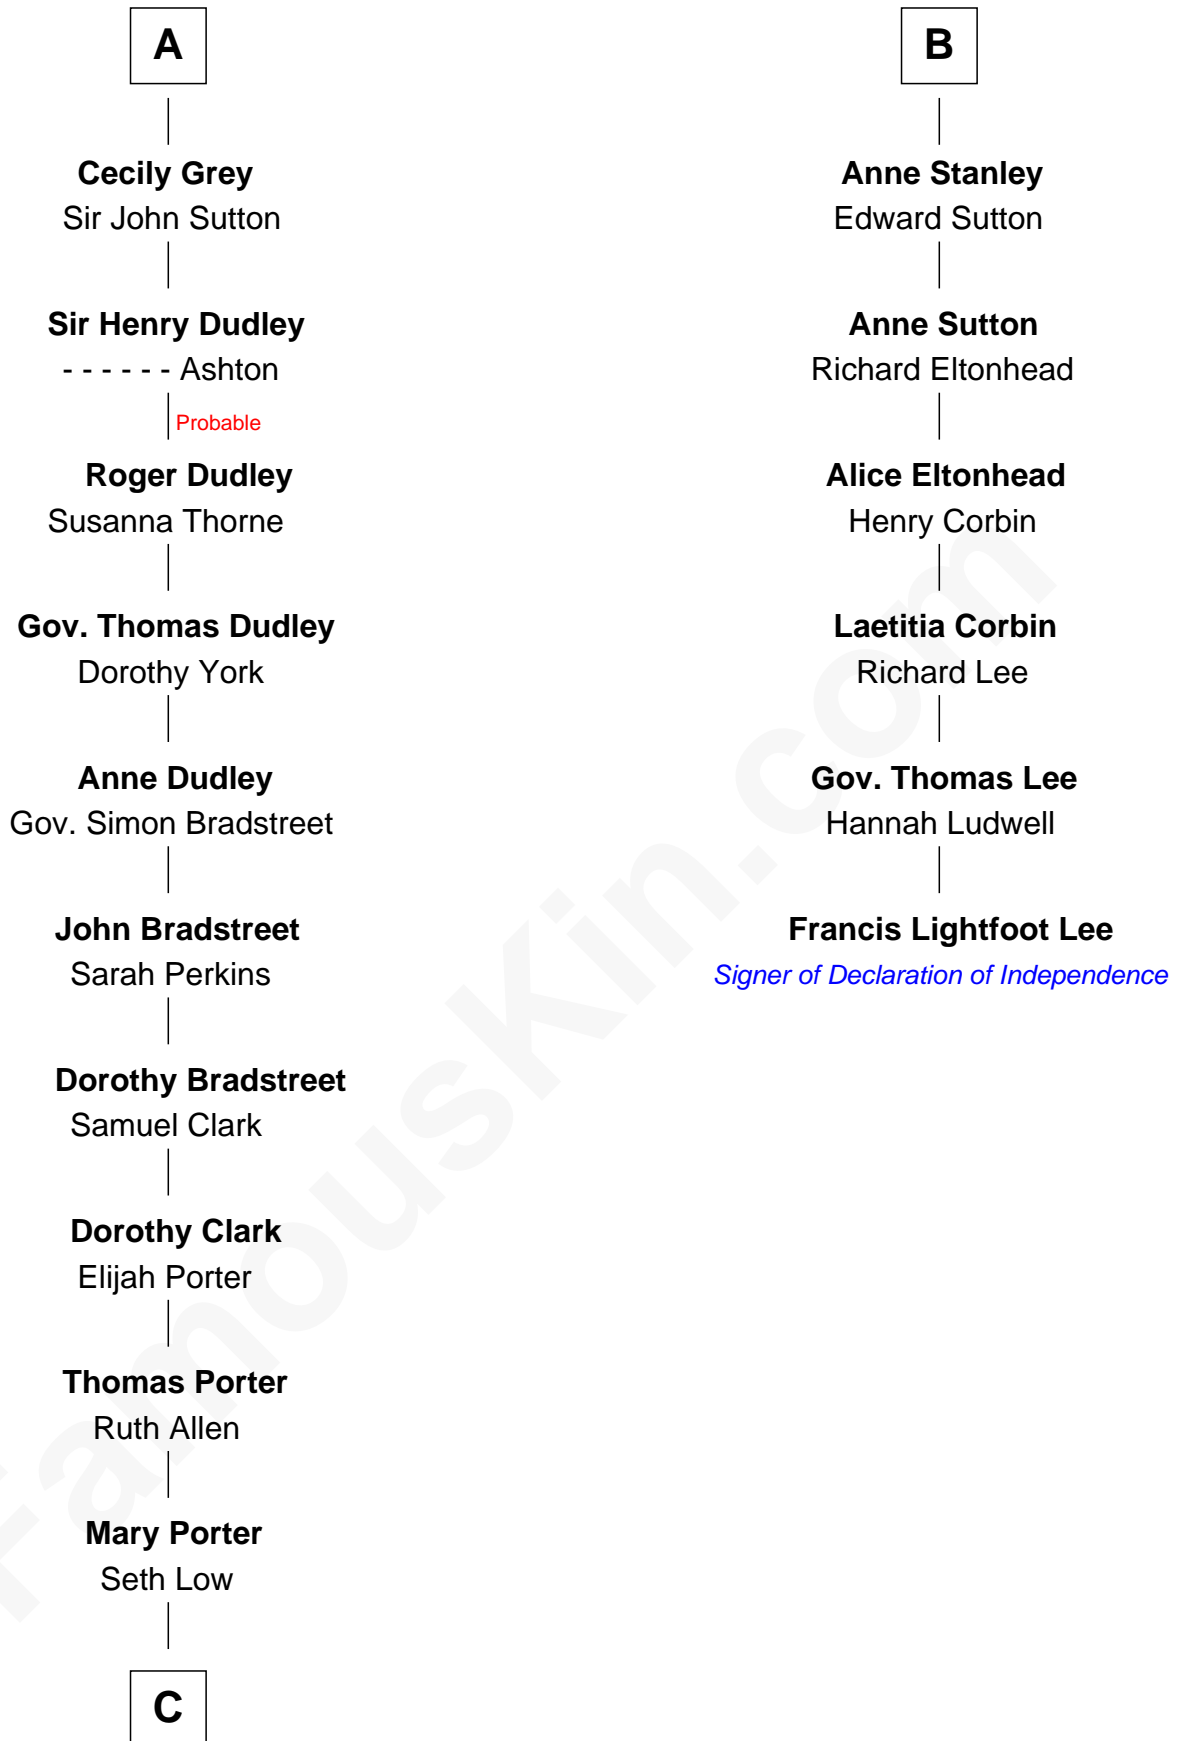 A
Cecily Grey
Sir John Sutton
Sir Henry Dudley
- - - - - - Ashton
Probable
Roger Dudley
Susanna Thorne
Gov. Thomas Dudley
Dorothy York
Anne Dudley
Gov. Simon Bradstreet
John Bradstreet
Sarah Perkins
Dorothy Bradstreet
Samuel Clark
Dorothy Clark
Elijah Porter
Thomas Porter
Ruth Allen
Mary Porter
Seth Low
C
B
Anne Stanley
Edward Sutton
Anne Sutton
Richard Eltonhead
Alice Eltonhead
Henry Corbin
Laetitia Corbin
Richard Lee
Gov. Thomas Lee
Hannah Ludwell
Francis Lightfoot Lee
Signer of Declaration of Independence
FamousKin.com